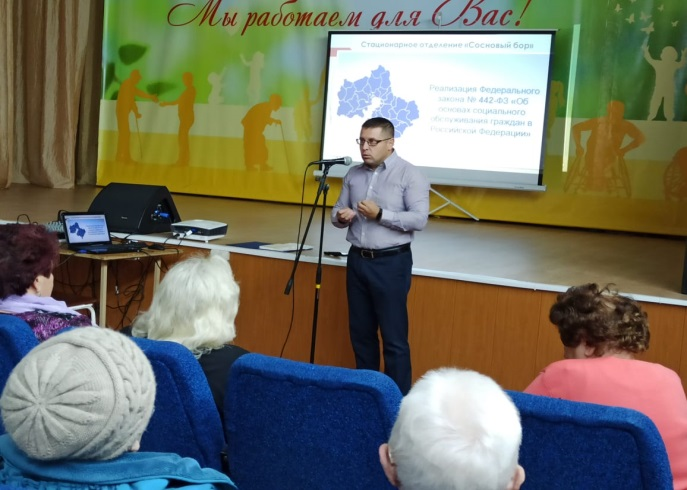 Мы работаем для Вас!
Стационарное отделение «Сосновый бор»
Реализация Федерального
закона № 442-ФЗ «Об
основах социального
обслуживания граждан в
Российской Федерации»